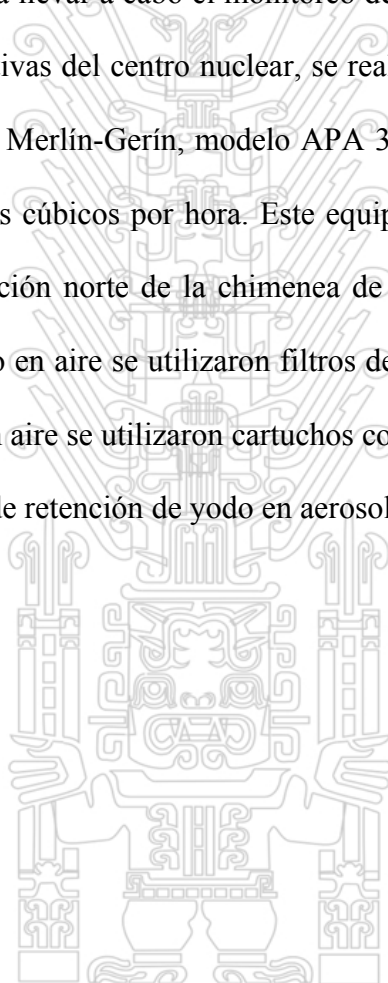 llevar a cabo el monitoreo de
tivas del centro nuclear, se rea
Merlín-Gerín, modelo APA 3
s cúbicos por hora. Este equip
ción norte de la chimenea de
o en aire se utilizaron filtros de
n aire se utilizaron cartuchos co
le retención de yodo en aerosol